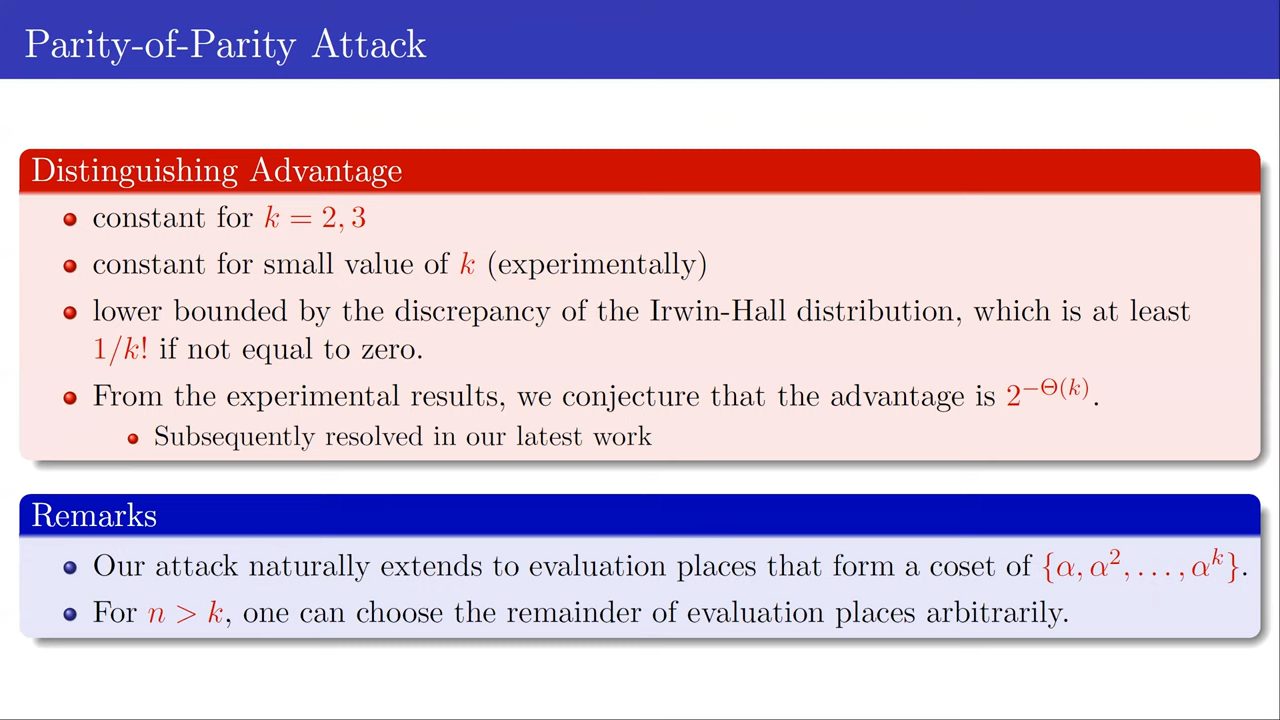 Parity-of-Parity Attack
Distinguishing Advantage
constant for k = 2, 3
constant for small value of k (experimentally)
lower bounded by the discrepancy of the Irwin-Hall distribution, which is at least
1/k! if not equal to zero.
From the experimental results, we conjecture that the advantage is 2^{−Θ(k)}.
Subsequently resolved in our latest work
Remarks
Our attack naturally extends to evaluation places that form a coset of {α, α², . . . , α^k}.
For n > k, one can choose the remainder of evaluation places arbitrarily.